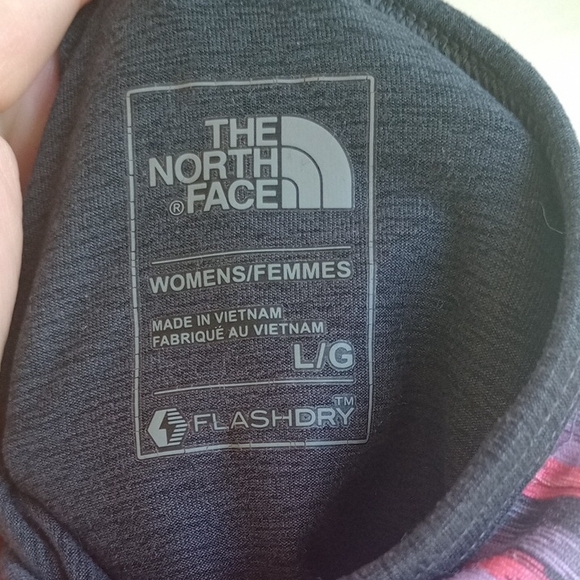 THE
NORTH
®FACE
WOMENS/FEMMES
MADE IN VIETNAM
FABRIQUÉ AU VIETNAM
L/G
FLASHDRY™